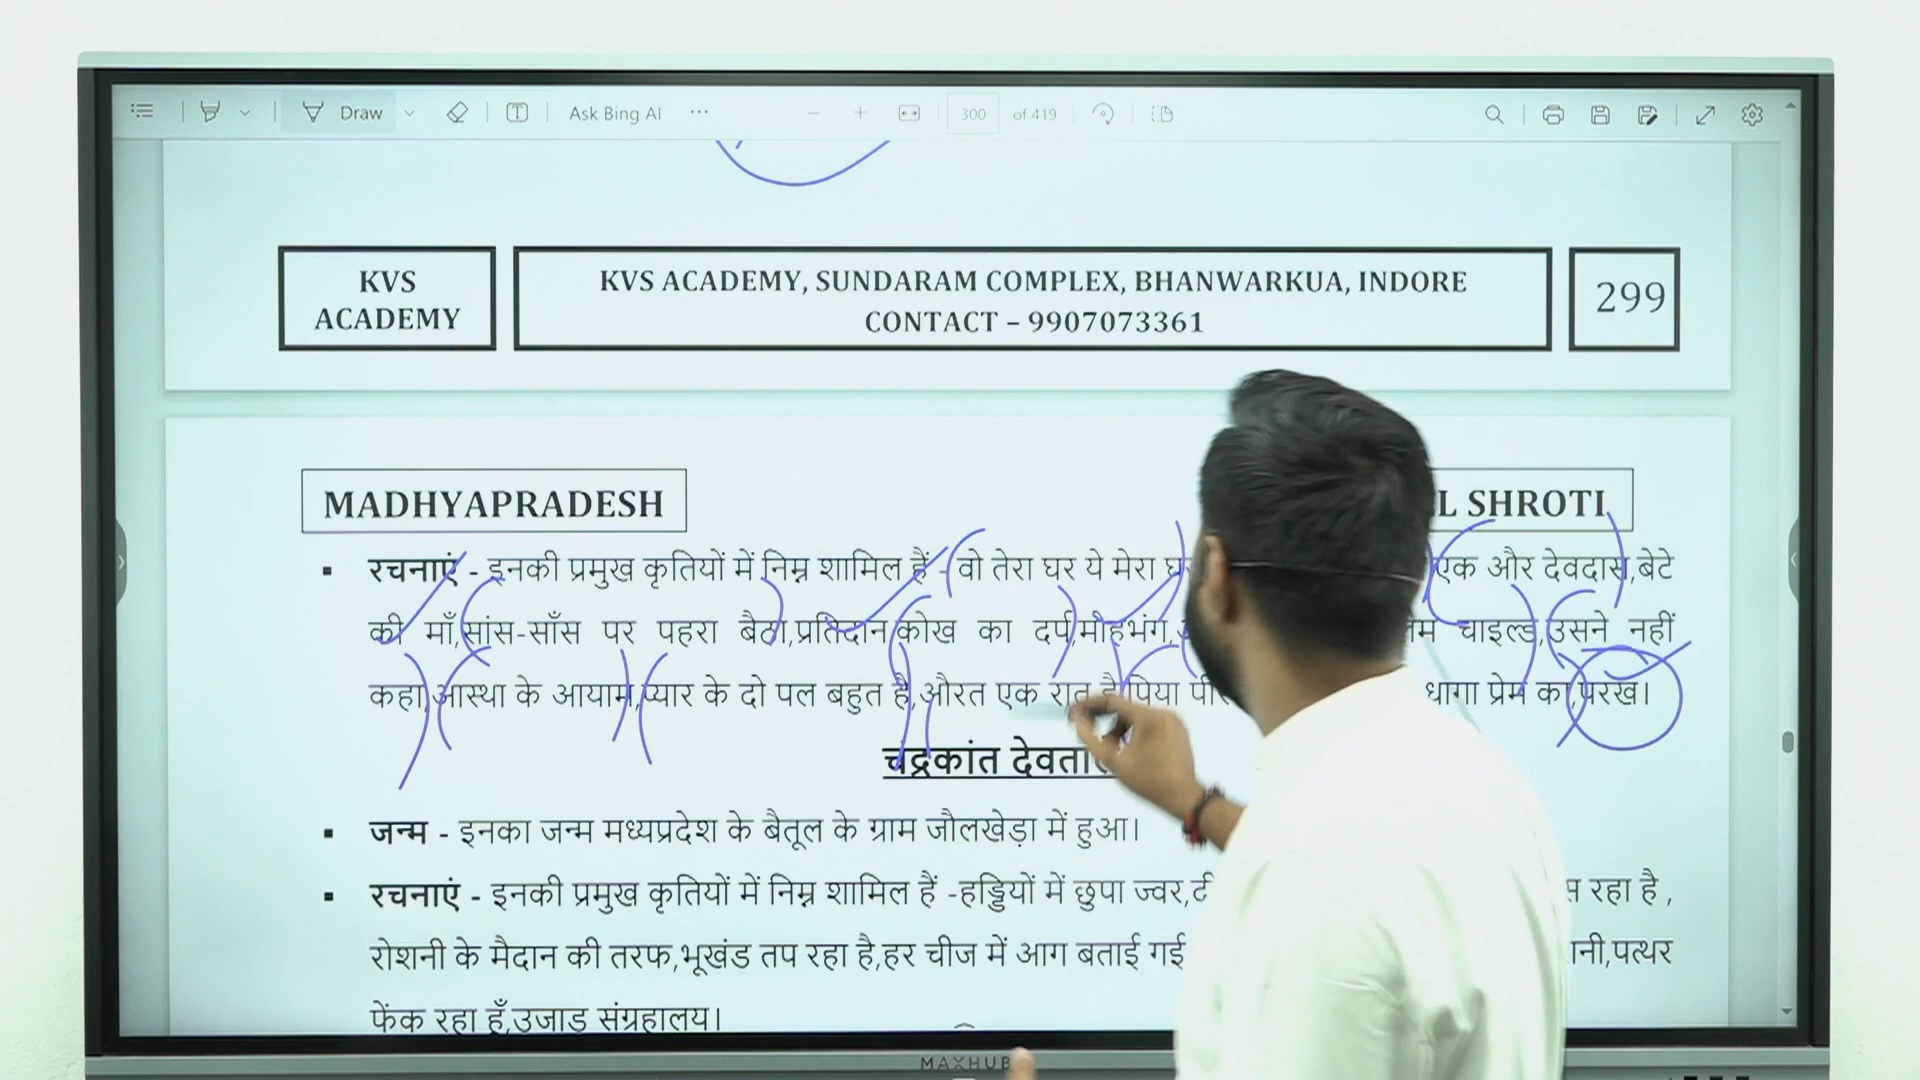 Draw
Ask Bing AI
300 of 419
KVS
ACADEMY
KVS ACADEMY, SUNDARAM COMPLEX, BHANWARKUA, INDORE
CONTACT – 9907073361
299
MADHYAPRADESH
L SHROTI
▪ रचनाएं - इनकी प्रमुख कृतियों में निम्न शामिल हैं - वो तेरा घर ये मेरा एक और देवदास,बेटे
की माँ,सांस-साँस पर पहरा बैठा,प्रतिदान,कोख का दर्प,मोहभंग, चाइल्ड,उसने नहीं
कहा,आस्था के आयाम,प्यार के दो पल बहुत है,औरत एक रात है,पिया धागा प्रेम का,परख।
चंद्रकांत
▪ जन्म - इनका जन्म मध्यप्रदेश के बैतूल के ग्राम जौलखेड़ा में हुआ।
▪ रचनाएं - इनकी प्रमुख कृतियों में निम्न शामिल हैं -हड्डियों में छुपा ज्वर, रहा है ,
रोशनी के मैदान की तरफ,भूखंड तप रहा है,हर चीज में आग बताई गई पत्थर
फेंक रहा हूँ,उजाड़ संग्रहालय।
MAXHUB